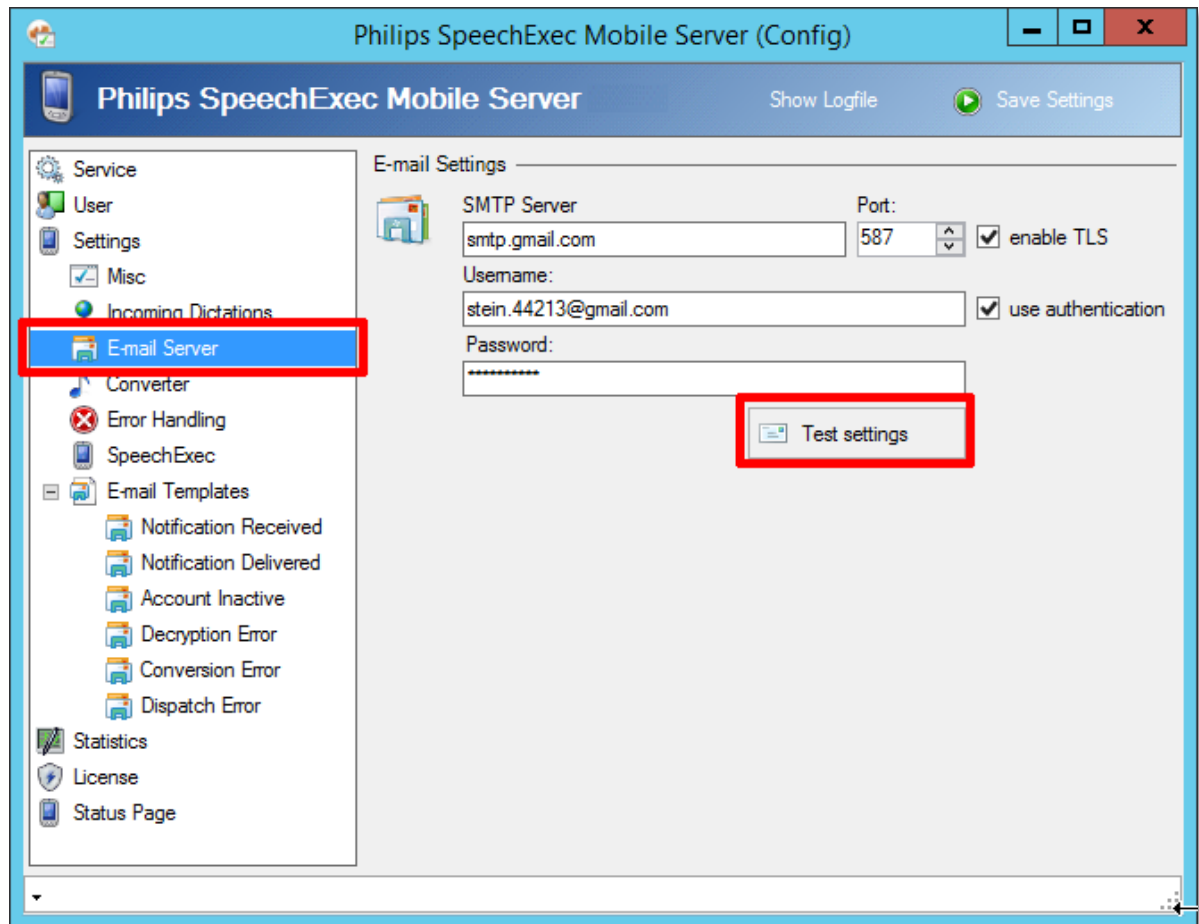 Philips SpeechExec Mobile Server (Config)
Philips SpeechExec Mobile Server
Show Logfile
Save Settings
Service
User
Settings
Misc
Incoming Dictations
E-mail Server
Converter
Error Handling
SpeechExec
E-mail Templates
Notification Received
Notification Delivered
Account Inactive
Decryption Error
Conversion Error
Dispatch Error
Statistics
License
Status Page
E-mail Settings
SMTP Server Port:
smtp.gmail.com 587 enable TLS
Username:
stein.44213@gmail.com use authentication
Password:
**********
Test settings